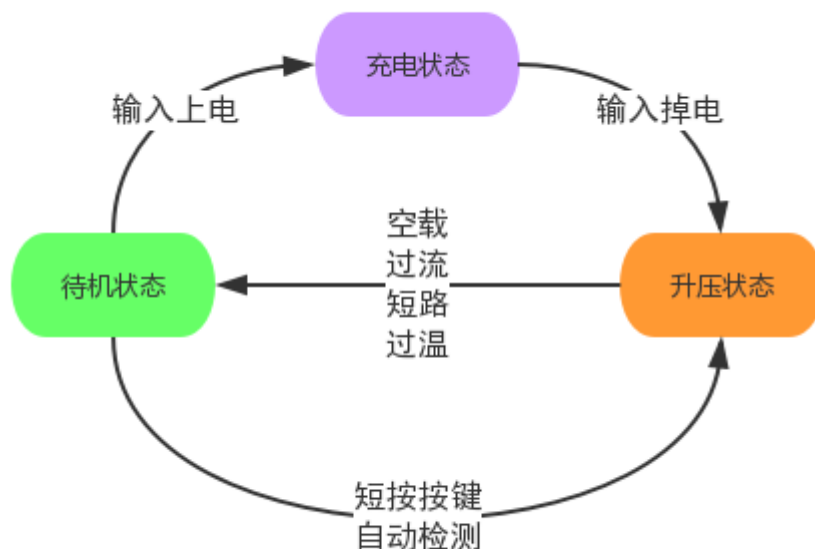 充电状态
输入上电
输入掉电
空载
过流
短路
过温
待机状态
升压状态
短按按键
自动检测